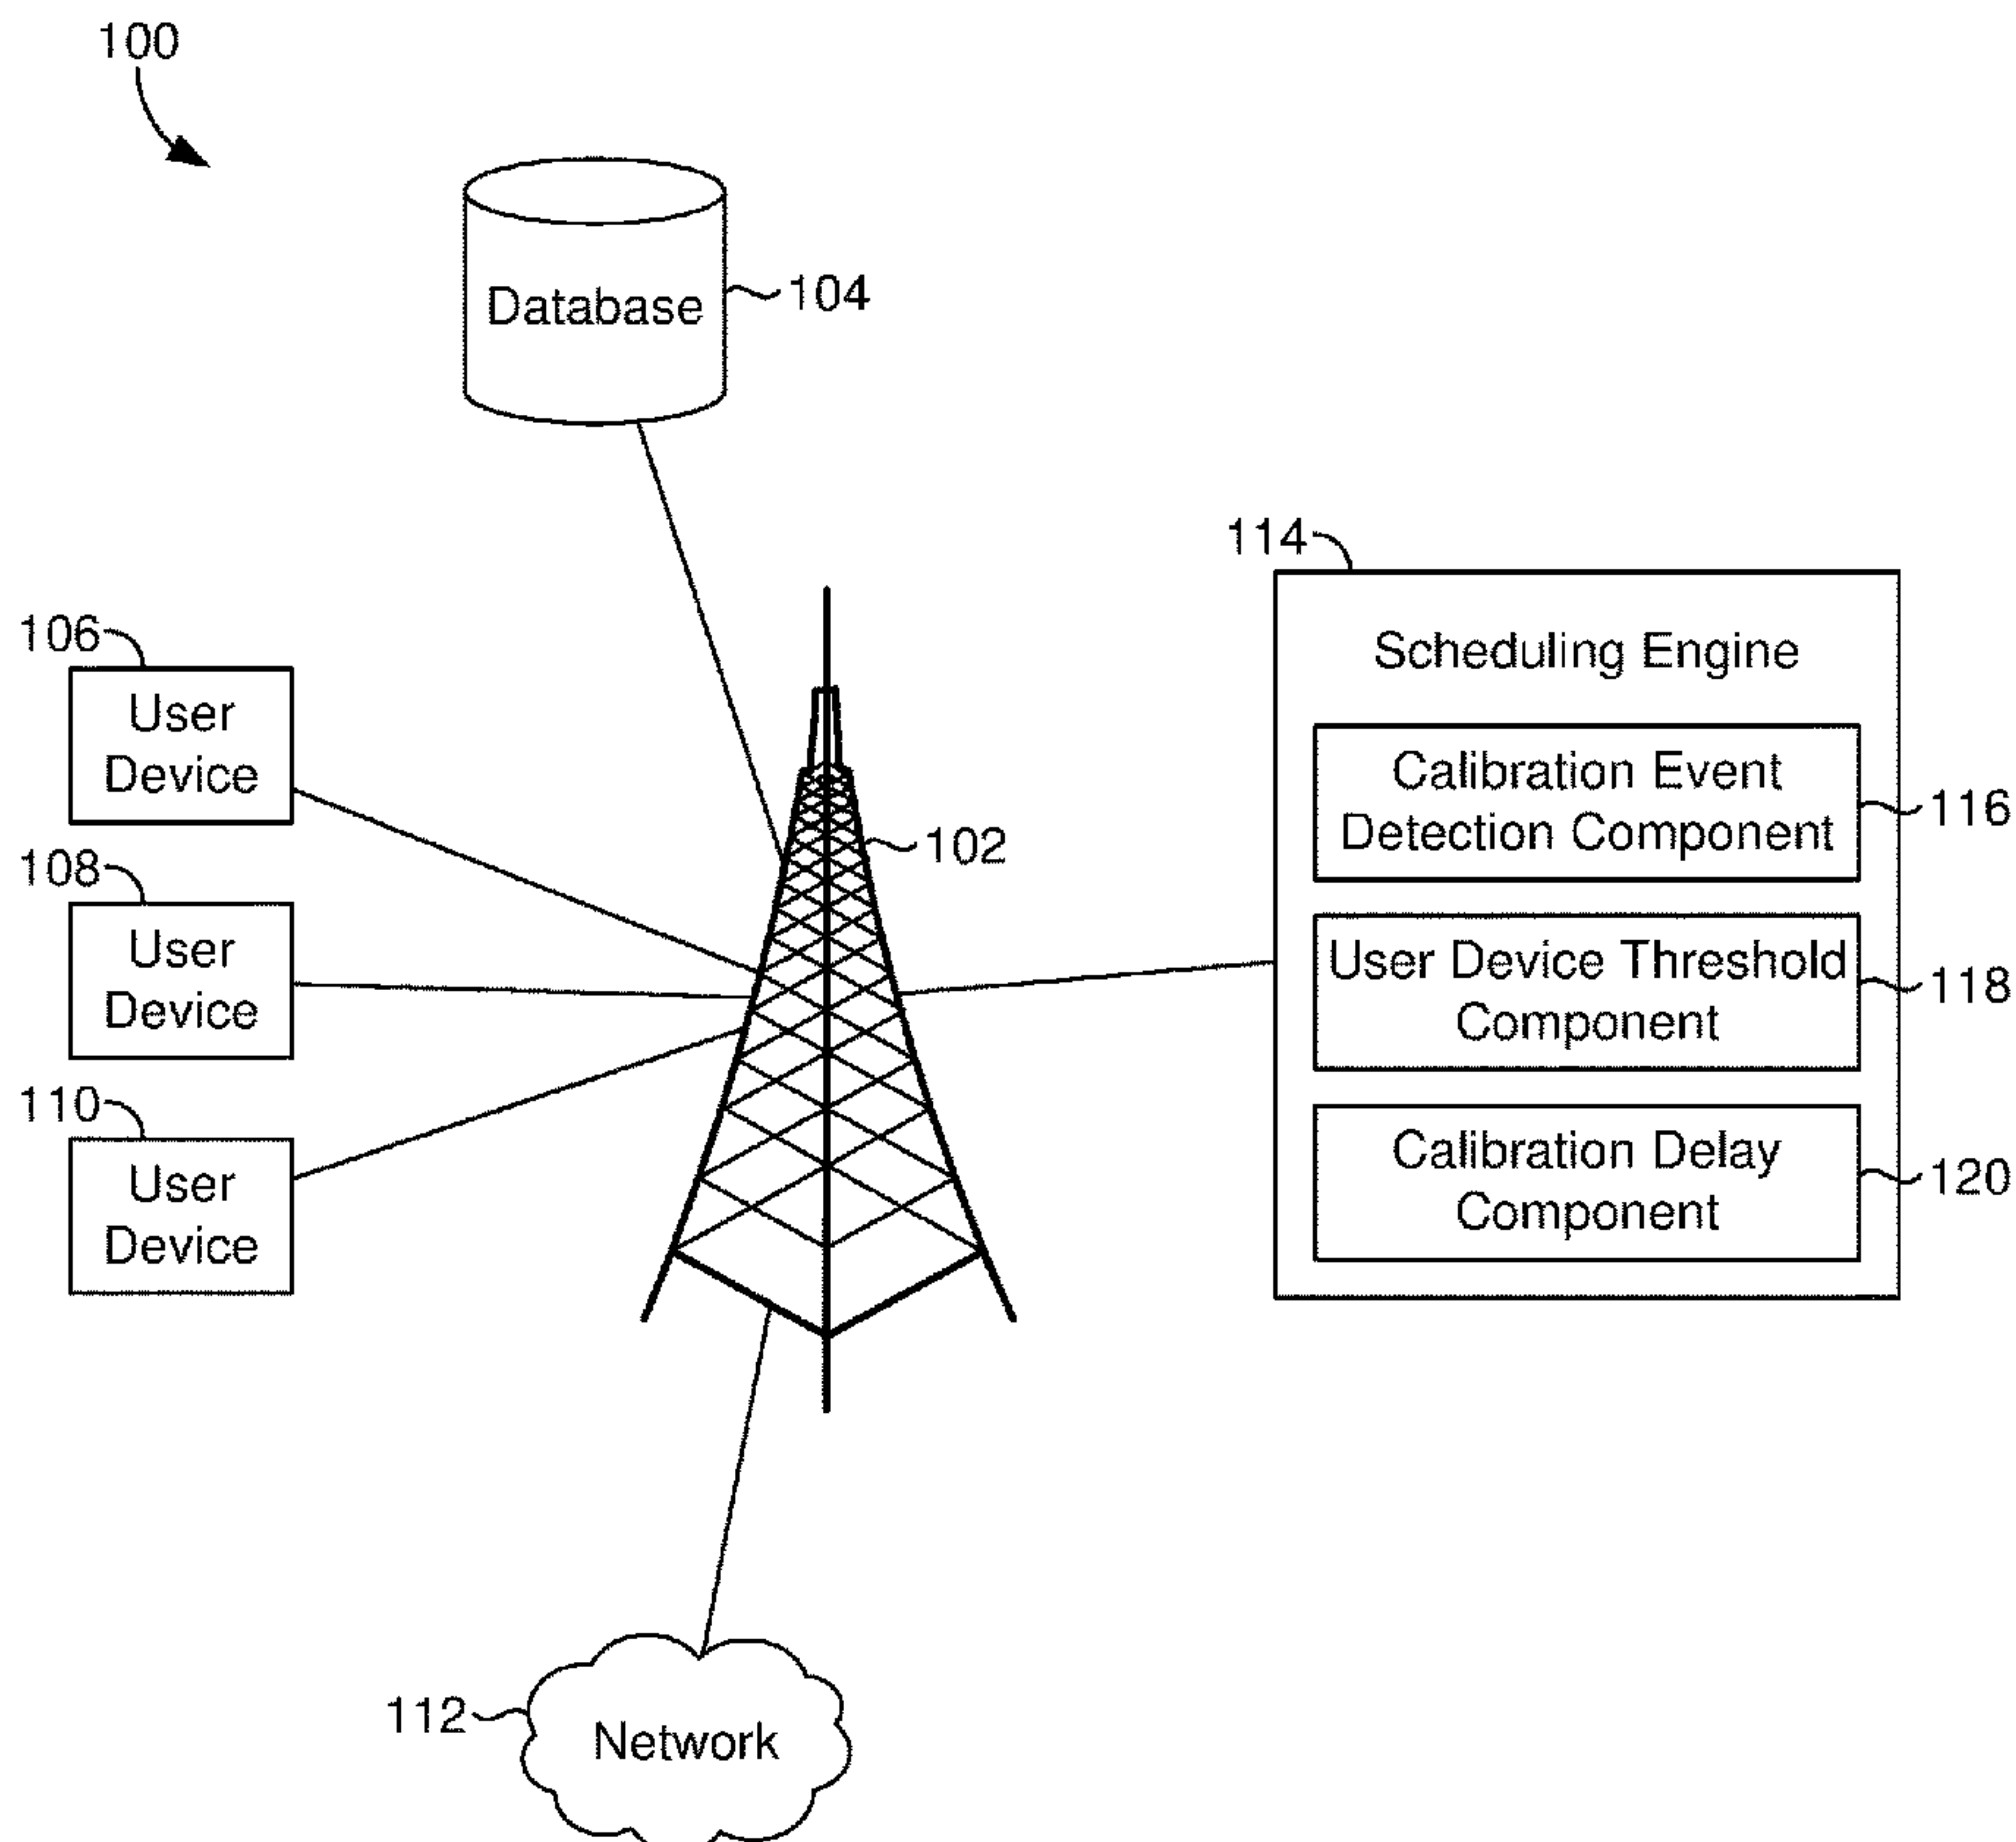 100
Database
104
114
Scheduling Engine
106
User
Device
Calibration Event
Detection Component
116
102
108
User
Device
User Device Threshold
Component
118
110
User
Device
Calibration Delay
Component
120
112
Network